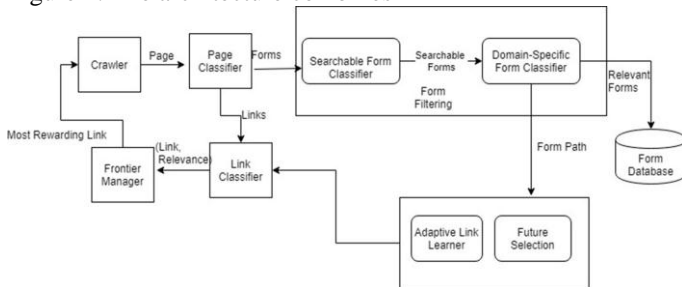 Crawler
Page
Page
Classifier
Forms
Searchable Form
Classifier
Searchable
Forms
Domain-Specific
Form Classifier
Form
Filtering
Relevant
Forms
Links
Most Rewarding Link
(Link,
Relevance)
Frontier
Manager
Link
Classifier
Form Path
Form
Database
Adaptive Link
Learner
Future
Selection